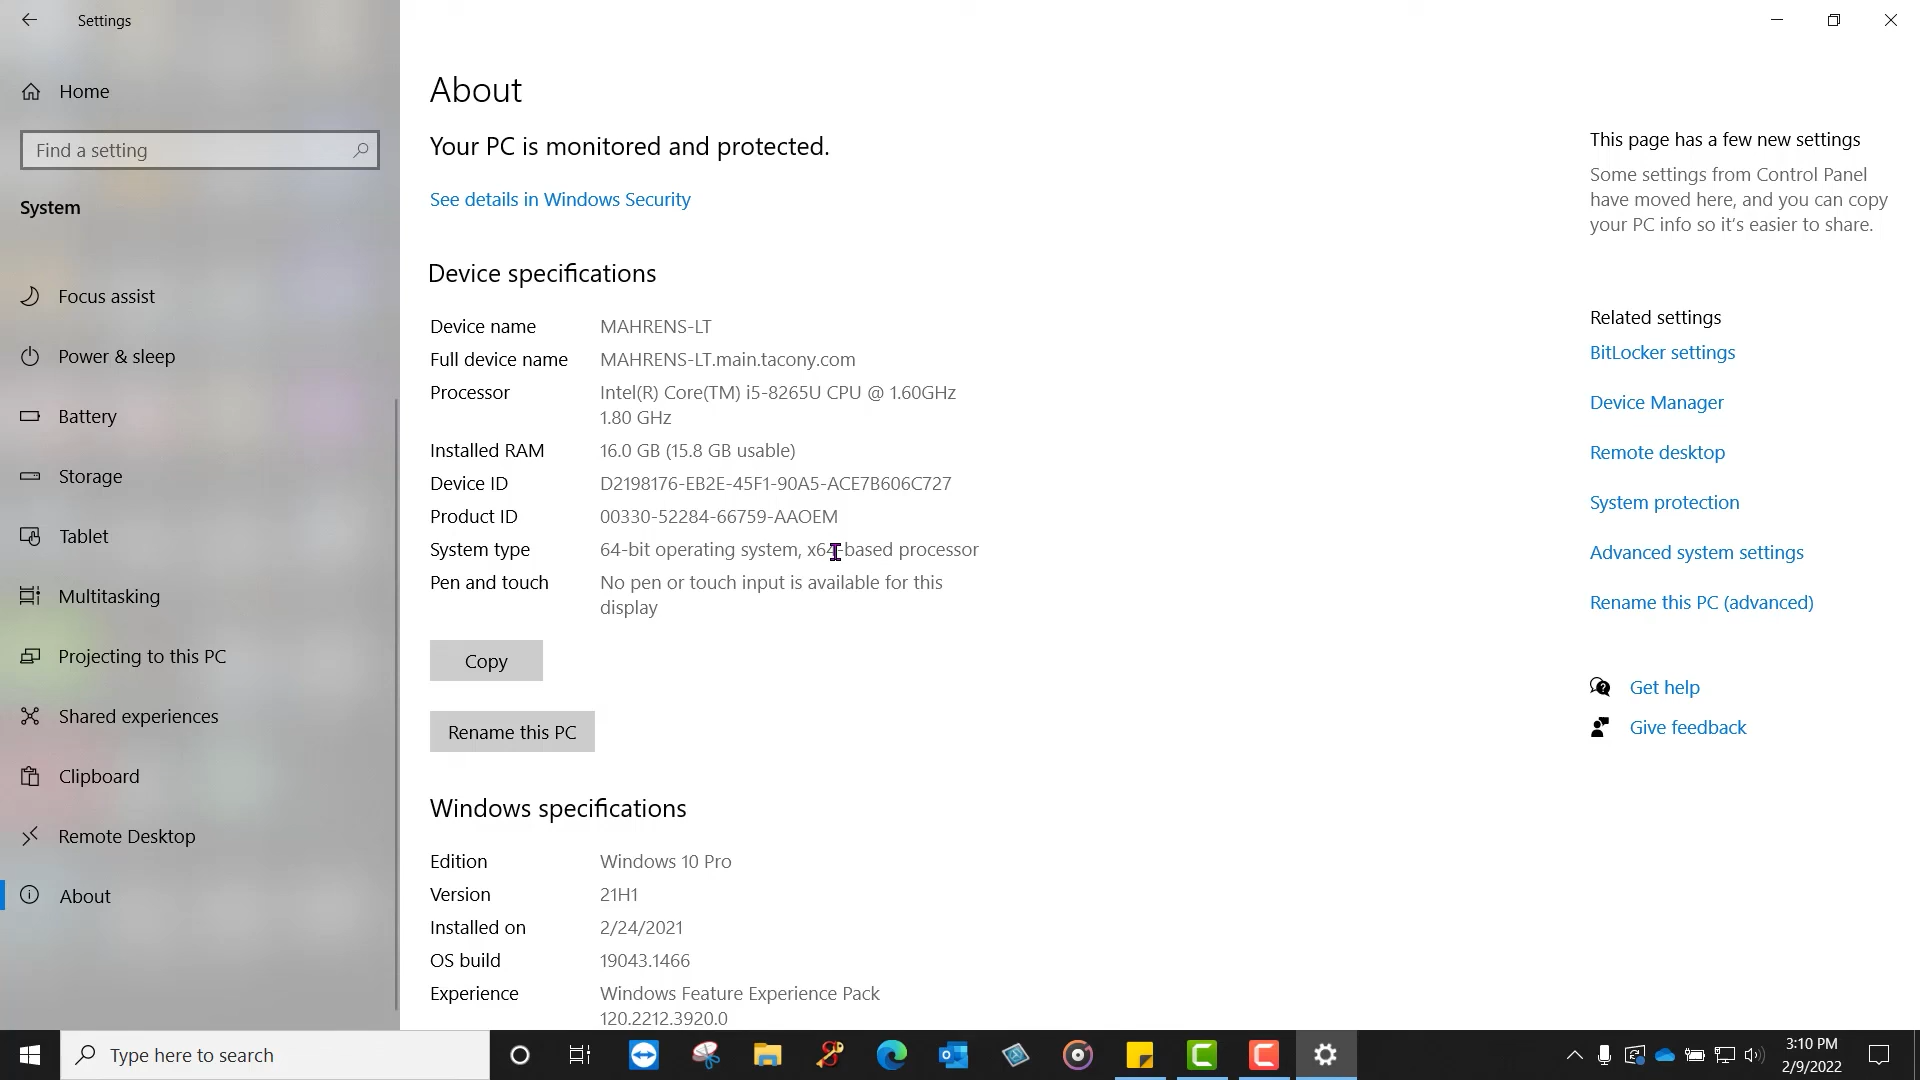 Settings
Home
Find a setting
System
Focus assist
Power & sleep
Battery
Storage
Tablet
Multitasking
Projecting to this PC
Shared experiences
Clipboard
Remote Desktop
About
About
Your PC is monitored and protected.
See details in Windows Security
Device specifications
Device name MAHRENS-LT
Full device name MAHRENS-LT.main.tacony.com
Processor Intel(R) Core(TM) i5-8265U CPU @ 1.60GHz
1.80 GHz
Installed RAM 16.0 GB (15.8 GB usable)
Device ID D2198176-EB2E-45F1-90A5-ACE7B606C727
Product ID 00330-52284-66759-AAOEM
System type 64-bit operating system, x64-based processor
Pen and touch No pen or touch input is available for this
display
Copy
Rename this PC
Windows specifications
Edition Windows 10 Pro
Version 21H1
Installed on 2/24/2021
OS build 19043.1466
Experience Windows Feature Experience Pack
120.2212.3920.0
This page has a few new settings
Some settings from Control Panel
have moved here, and you can copy
your PC info so it's easier to share.
Related settings
BitLocker settings
Device Manager
Remote desktop
System protection
Advanced system settings
Rename this PC (advanced)
Get help
Give feedback
Type here to search
3:10 PM
2/9/2022